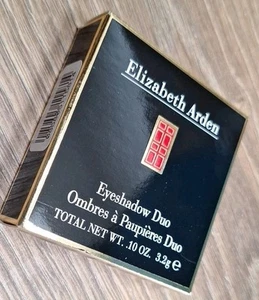 Elizabeth Arden
Eyeshadow Duo
Ombres à Paupières Duo
TOTAL NET WT. .10 OZ. 3.2g ℮